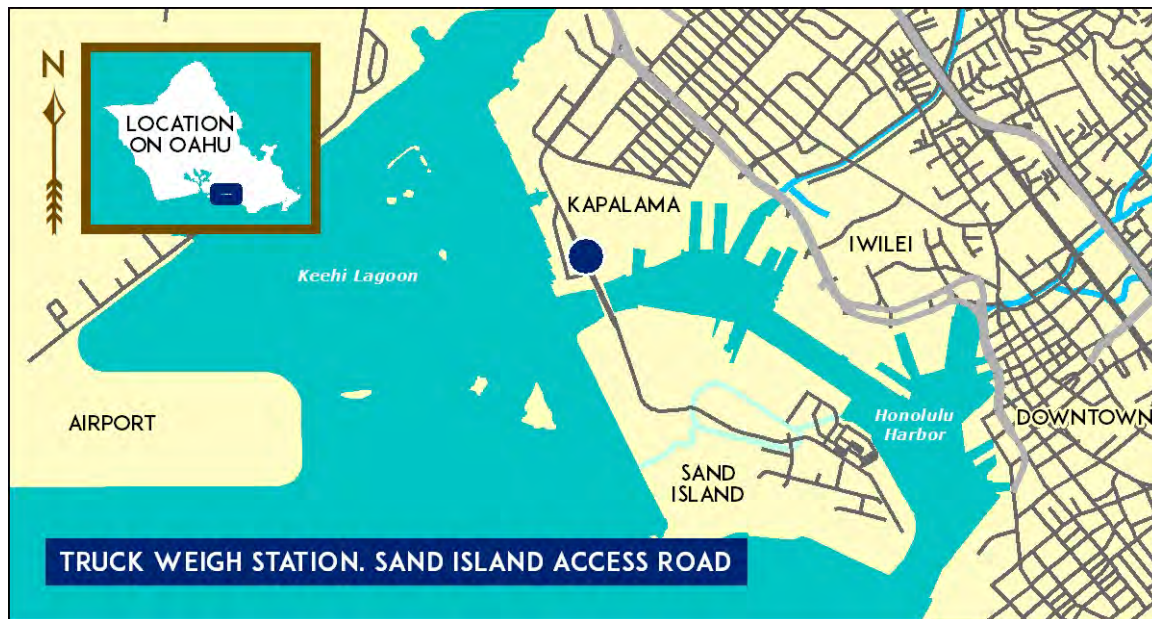 N
LOCATION
ON OAHU
KAPALAMA
IWILEI
Keehi Lagoon
AIRPORT
Honolulu
Harbor
DOWNTOWN
SAND
ISLAND
TRUCK WEIGH STATION. SAND ISLAND ACCESS ROAD